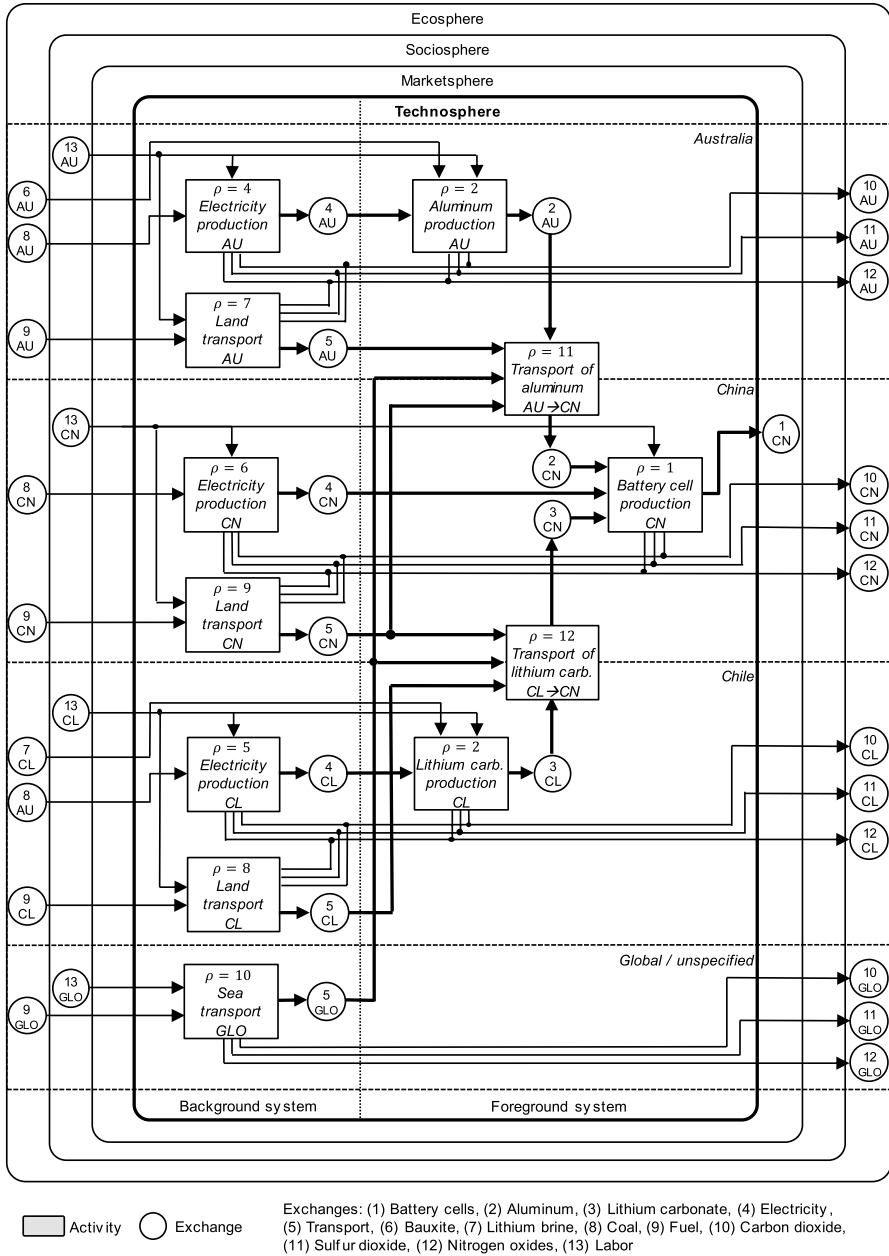 Ecosphere
Sociosphere
Marketsphere
Technosphere
Australia
13
AU
6
AU
8
AU
9
AU
ρ = 4
Electricity
production
AU
4
AU
ρ = 2
Aluminum
production
AU
2
AU
10
AU
11
AU
12
AU
ρ = 7
Land
transport
AU
5
AU
ρ = 11
Transport of
aluminum
AU→CN
China
13
CN
8
CN
9
CN
ρ = 6
Electricity
production
CN
4
CN
2
CN
3
CN
ρ = 1
Battery cell
production
CN
1
CN
10
CN
11
CN
12
CN
ρ = 9
Land
transport
CN
5
CN
ρ = 12
Transport of
lithium carb.
CL→CN
Chile
13
CL
7
CL
8
AU
9
CL
ρ = 5
Electricity
production
CL
4
CL
ρ = 2
Lithium carb.
production
CL
3
CL
10
CL
11
CL
12
CL
ρ = 8
Land
transport
CL
5
CL
Global / unspecified
13
GLO
9
GLO
ρ = 10
Sea
transport
GLO
5
GLO
10
GLO
11
GLO
12
GLO
Background system
Foreground system
Activity
Exchange
Exchanges: (1) Battery cells, (2) Aluminum, (3) Lithium carbonate, (4) Electricity,
(5) Transport, (6) Bauxite, (7) Lithium brine, (8) Coal, (9) Fuel, (10) Carbon dioxide,
(11) Sulfur dioxide, (12) Nitrogen oxides, (13) Labor